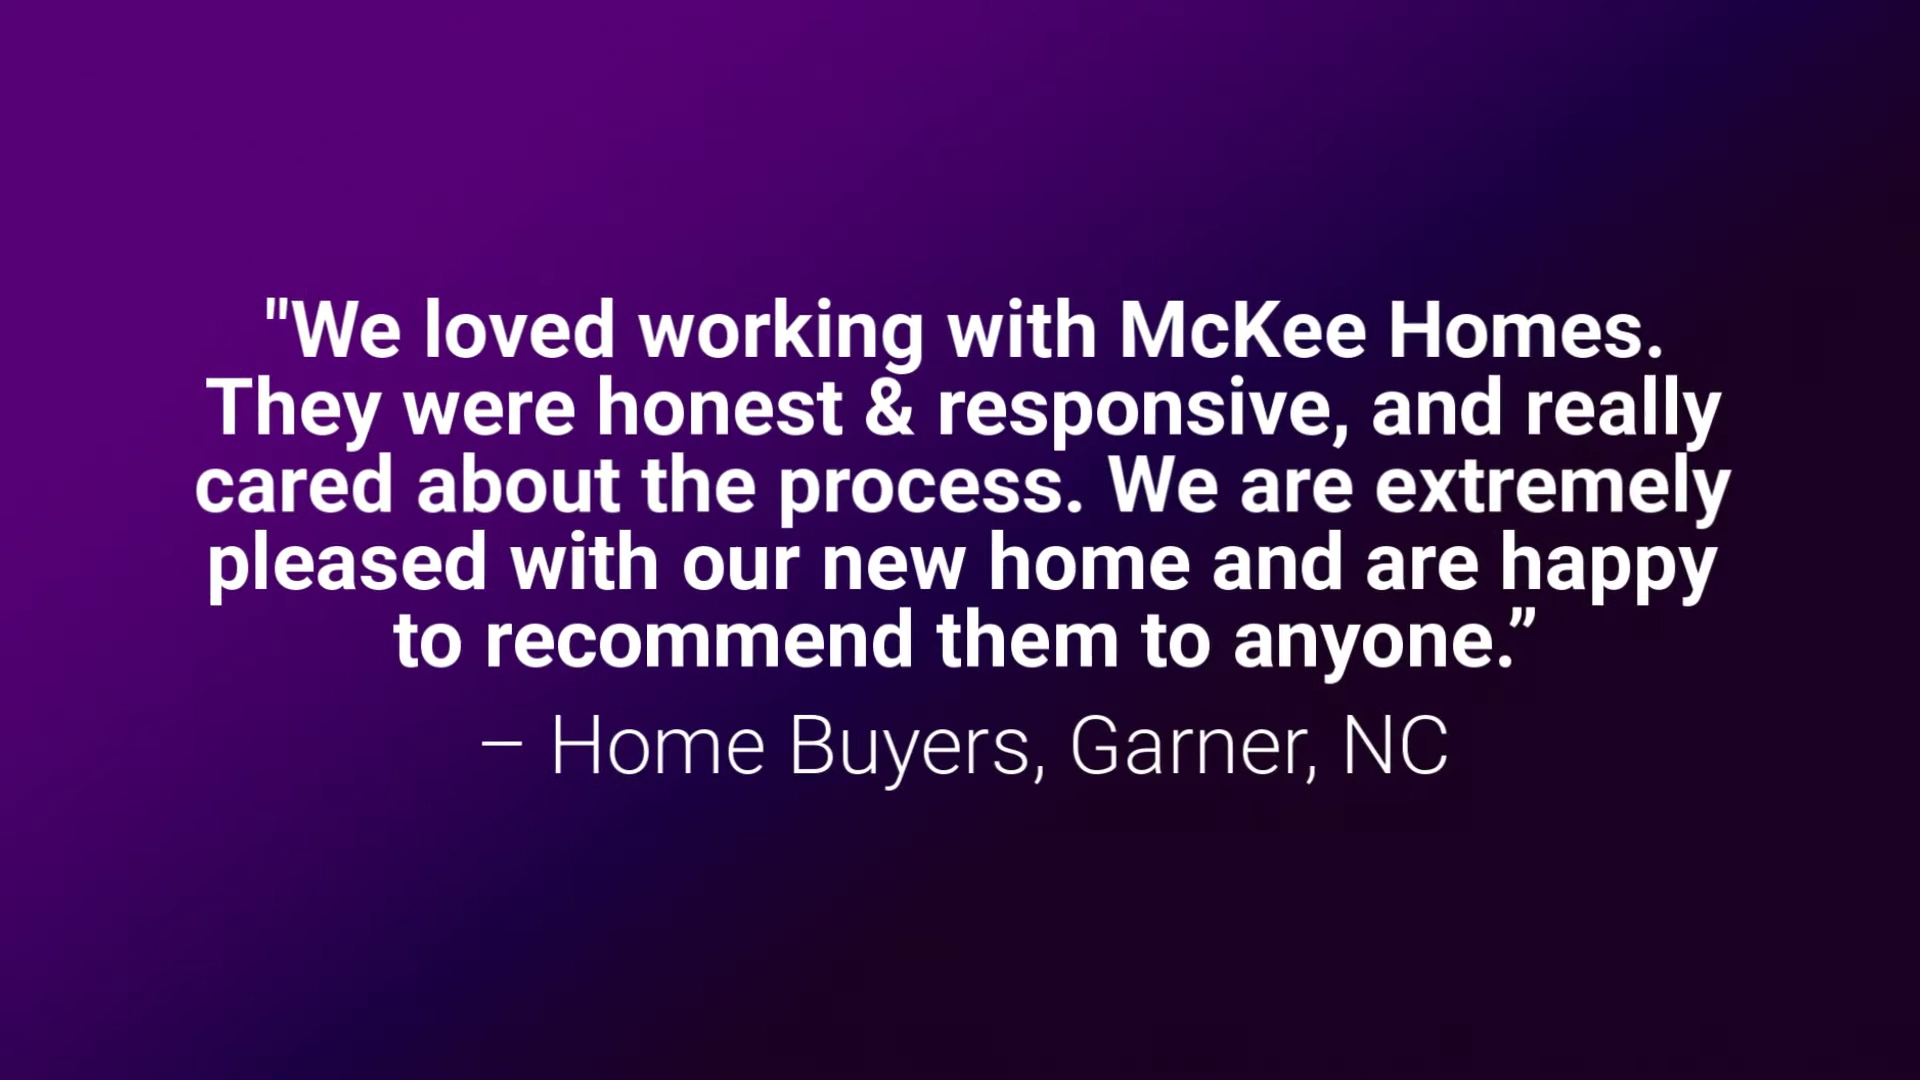 "We loved working with McKee Homes.
They were honest & responsive, and really
cared about the process. We are extremely
pleased with our new home and are happy
to recommend them to anyone.”
– Home Buyers, Garner, NC